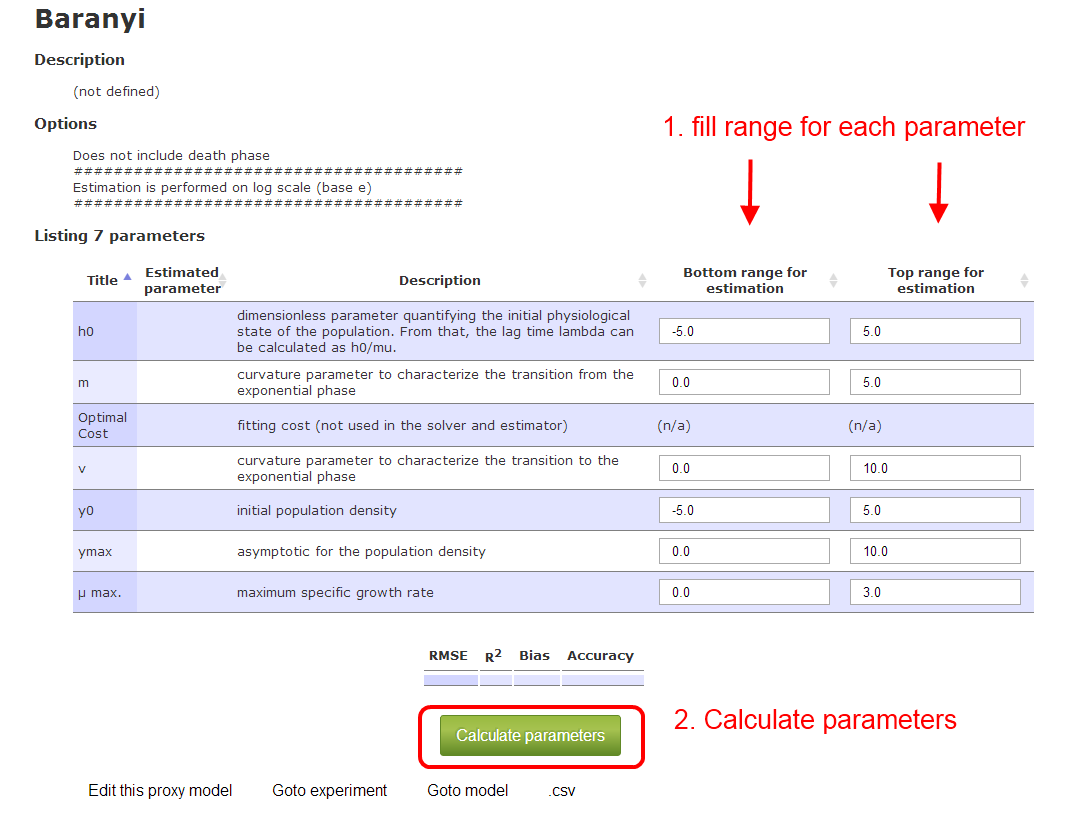 Baranyi
Description
(not defined)
Options
1. fill range for each parameter
Does not include death phase
#######################################
Estimation is performed on log scale (base e)
#######################################
Listing 7 parameters
Title Estimated parameter Description Bottom range for estimation Top range for estimation
h0 dimensionless parameter quantifying the initial physiological
state of the population. From that, the lag time lambda can
be calculated as h0/mu. -5.0 5.0
m curvature parameter to characterize the transition from the
exponential phase 0.0 5.0
Optimal Cost fitting cost (not used in the solver and estimator) (n/a) (n/a)
v curvature parameter to characterize the transition to the
exponential phase 0.0 10.0
y0 initial population density -5.0 5.0
ymax asymptotic for the population density 0.0 10.0
µ max. maximum specific growth rate 0.0 3.0
RMSE R² Bias Accuracy
Calculate parameters
2. Calculate parameters
Edit this proxy model Goto experiment Goto model .csv